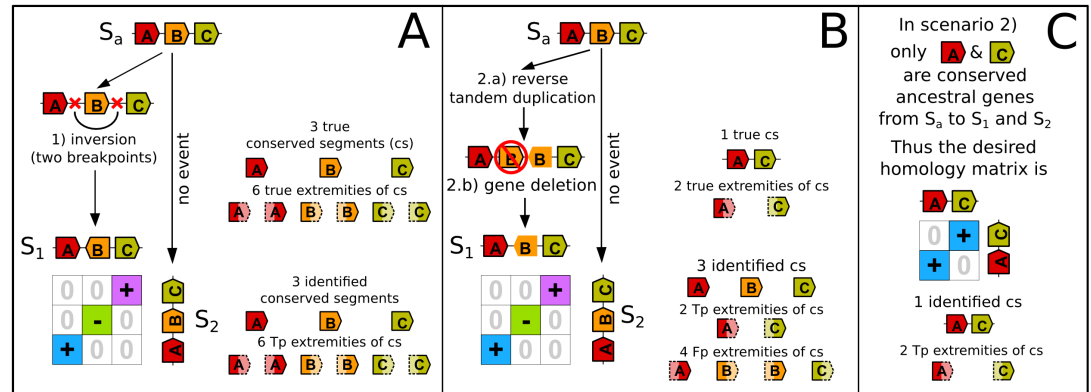 A
Sa A B C
A B C
1) inversion
(two breakpoints)
no event
S1 A B C
0 0 +
0 - 0
+ 0 0
C
B
A
S2
3 true
conserved segments (cs)
A B C
6 true extremities of cs
A A B B C C
3 identified
conserved segments
A B C
6 Tp extremities of cs
A A B B C C
B
Sa A B C
2.a) reverse
tandem duplication
A B B C
2.b) gene deletion
no event
S1 A B C
0 0 +
0 - 0
+ 0 0
C
B
A
S2
1 true cs
A C
2 true extremities of cs
A C
3 identified cs
A B C
2 Tp extremities of cs
A C
4 Fp extremities of cs
A B B C
C
In scenario 2)
only A & C
are conserved
ancestral genes
from Sa to S1 and S2
Thus the desired
homology matrix is
A C
0 +
+ 0
C
A
1 identified cs
A C
2 Tp extremities of cs
A C